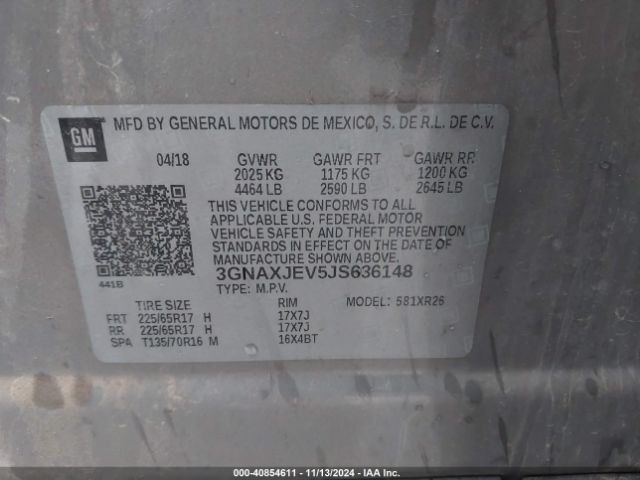 GM
MFD BY GENERAL MOTORS DE MEXICO, S. DE R.L. DE C.V.
04/18 GVWR GAWR FRT GAWR RR
2025 KG 1175 KG 1200 KG
4464 LB 2590 LB 2645 LB
THIS VEHICLE CONFORMS TO ALL
APPLICABLE U.S. FEDERAL MOTOR
VEHICLE SAFETY AND THEFT PREVENTION
STANDARDS IN EFFECT ON THE DATE OF
MANUFACTURE SHOWN ABOVE.
441B 3GNAXJEV5JS636148
TYPE: M.P.V.
TIRE SIZE RIM MODEL: 581XR26
FRT 225/65R17 H 17X7J
RR 225/65R17 H 17X7J
SPA T135/70R16 M 16X4BT
000-40854611 - 11/13/2024 - IAA Inc.